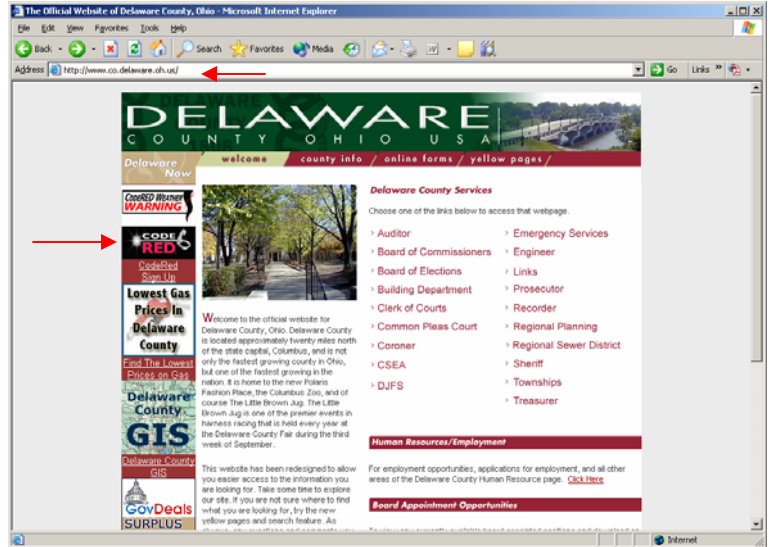 The Official Website of Delaware County, Ohio - Microsoft Internet Explorer
File Edit View Favorites Tools Help
Back Search Favorites Media
Address http://www.co.delaware.oh.us/ Go Links
DELAWARE
COUNTY OHIO USA
Delaware Now
welcome / county info / online forms / yellow pages /
CodeRED Weather
WARNING
CODE
RED
CodeRed
Sign Up
Lowest Gas
Prices In
Delaware
County
Find The Lowest
Prices on Gas
Delaware
County
GIS
Delaware County
GIS
GovDeals
SURPLUS
Welcome to the official website for
Delaware County, Ohio. Delaware County
is located approximately twenty miles north
of the state capital, Columbus, and is not
only the fastest growing county in Ohio,
but one of the fastest growing in the
nation. It is home to the new Polaris
Fashion Place, the Columbus Zoo, and of
course The Little Brown Jug. The Little
Brown Jug is one of the premier events in
harness racing that is held every year at
the Delaware County Fair during the third
week of September.
This website has been redesigned to allow
you easier access to the information you
are looking for. Take some time to explore
our site. If you are not sure where to find
what you are looking for, try the new
yellow pages and search feature. As
Delaware County Services
Choose one of the links below to access that webpage.
› Auditor
› Board of Commissioners
› Board of Elections
› Building Department
› Clerk of Courts
› Common Pleas Court
› Coroner
› CSEA
› DJFS
› Emergency Services
› Engineer
› Links
› Prosecutor
› Recorder
› Regional Planning
› Regional Sewer District
› Sheriff
› Townships
› Treasurer
Human Resources/Employment
For employment opportunities, applications for employment, and all other
areas of the Delaware County Human Resource page. Click Here
Board Appointment Opportunities
Internet